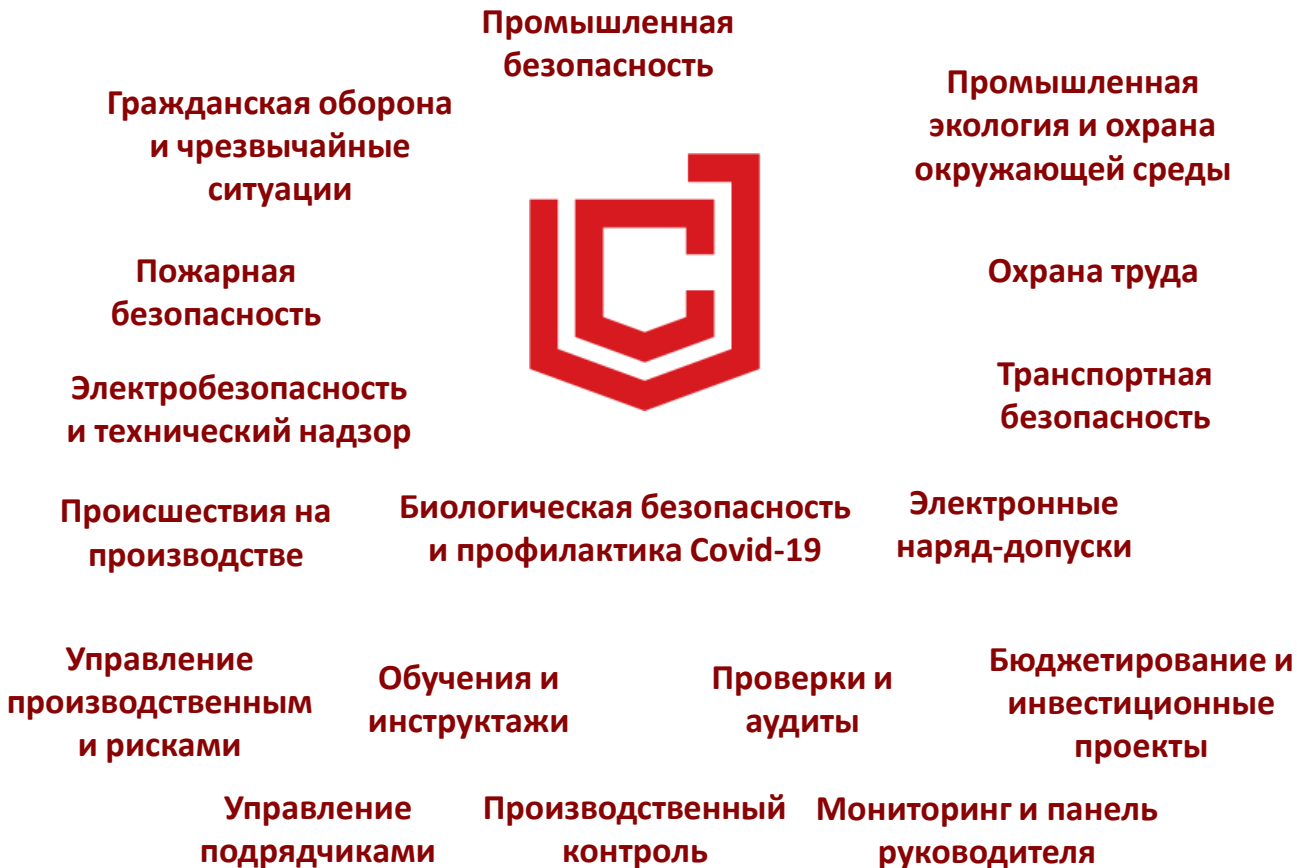 Промышленная
безопасность
Гражданская оборона
и чрезвычайные
ситуации
Промышленная
экология и охрана
окружающей среды
Пожарная
безопасность
Охрана труда
Электробезопасность
и технический надзор
Транспортная
безопасность
Происшествия на
производстве
Биологическая безопасность
и профилактика Covid-19
Электронные
наряд-допуски
Управление
производственным
и рисками
Обучения и
инструктажи
Проверки и
аудиты
Бюджетирование и
инвестиционные
проекты
Управление
подрядчиками
Производственный
контроль
Мониторинг и панель
руководителя